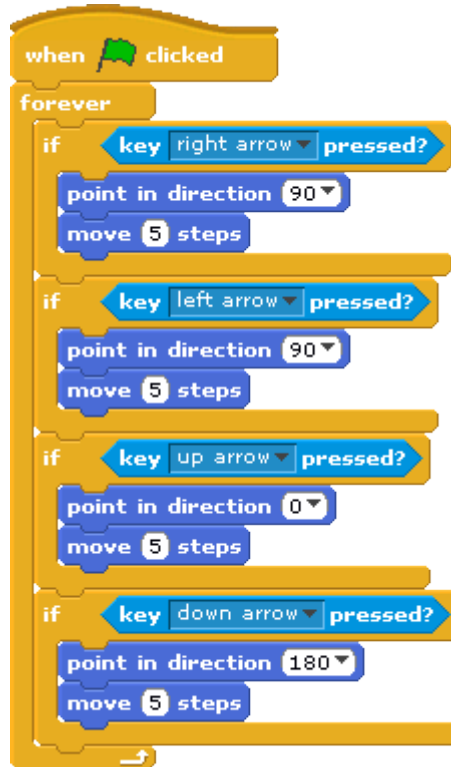 when clicked
forever
if key right arrow pressed?
point in direction 90
move 5 steps
if key left arrow pressed?
point in direction 90
move 5 steps
if key up arrow pressed?
point in direction 0
move 5 steps
if key down arrow pressed?
point in direction 180
move 5 steps